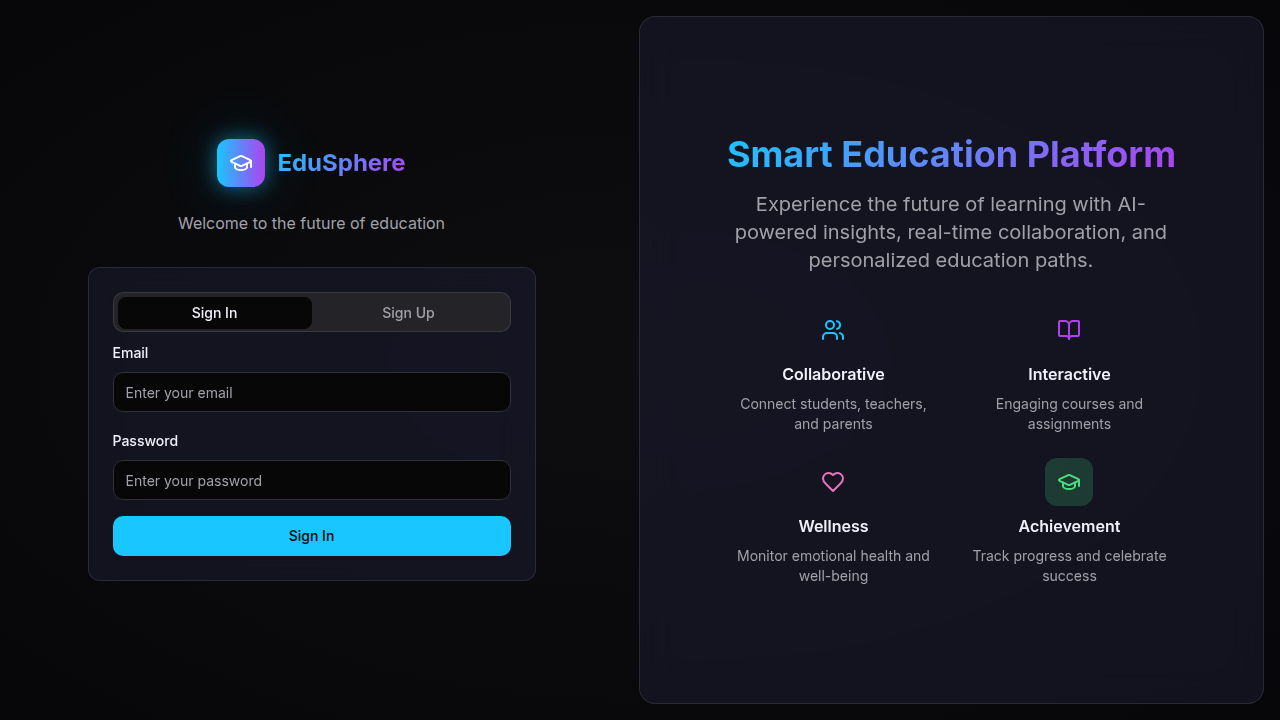 EduSphere
Welcome to the future of education
Sign In
Sign Up
Email
Enter your email
Password
Enter your password
Sign In
Smart Education Platform
Experience the future of learning with AI-
powered insights, real-time collaboration, and
personalized education paths.
Collaborative
Connect students, teachers,
and parents
Interactive
Engaging courses and
assignments
Wellness
Monitor emotional health and
well-being
Achievement
Track progress and celebrate
success